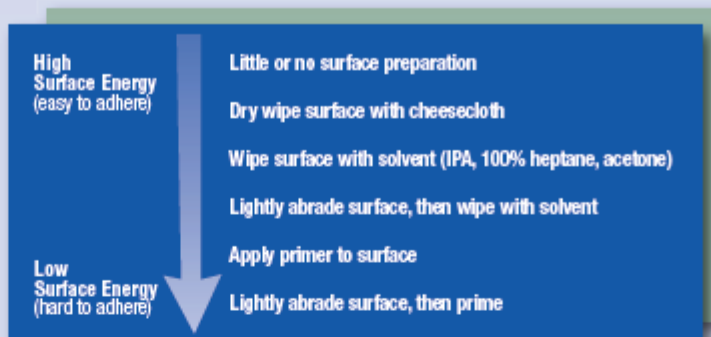 High
Surface Energy
(easy to adhere)
Little or no surface preparation
Dry wipe surface with cheesecloth
Wipe surface with solvent (IPA, 100% heptane, acetone)
Lightly abrade surface, then wipe with solvent
Apply primer to surface
Low
Surface Energy
(hard to adhere)
Lightly abrade surface, then prime